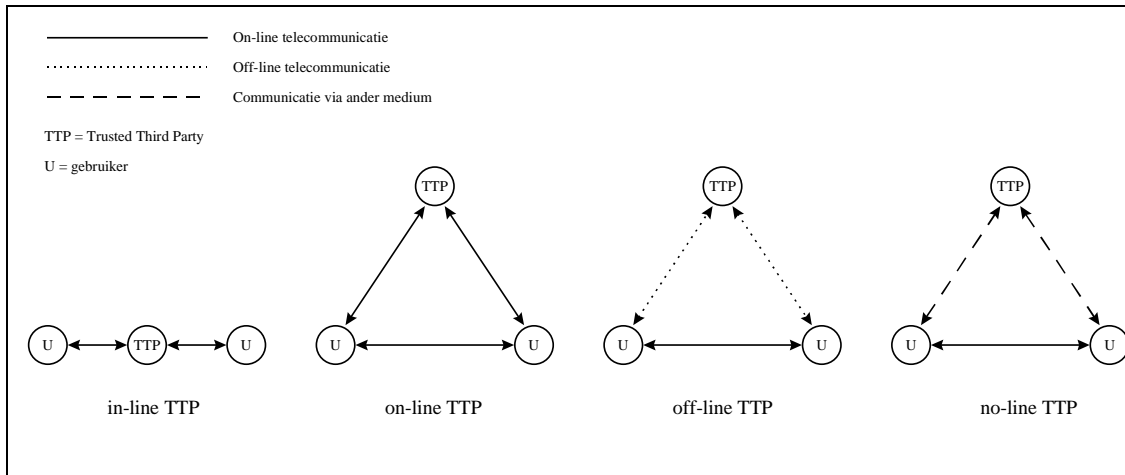 On-line telecommunicatie
Off-line telecommunicatie
Communicatie via ander medium
TTP = Trusted Third Party
U = gebruiker
TTP
TTP
TTP
U
TTP
U
U
U
U
U
U
U
in-line TTP
on-line TTP
off-line TTP
no-line TTP